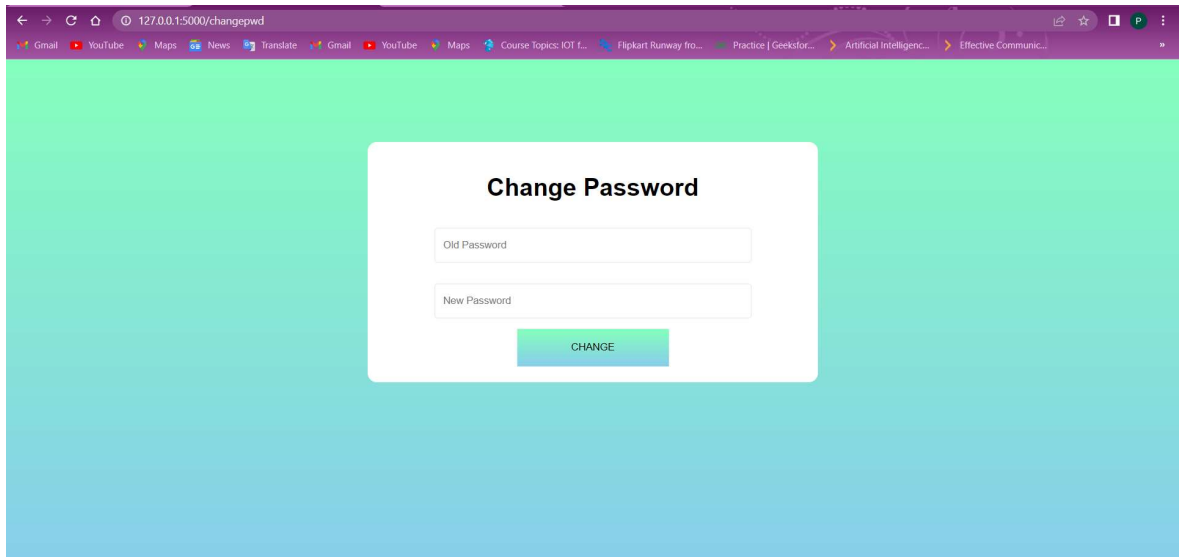 127.0.0.1:5000/changepwd
P
Gmail YouTube Maps News Translate Gmail YouTube Maps Course Topics: IOT f... Flipkart Runway fro... Practice | Geeksfor... Artificial Intelligenc... Effective Communic... »
Change Password
Old Password
New Password
CHANGE